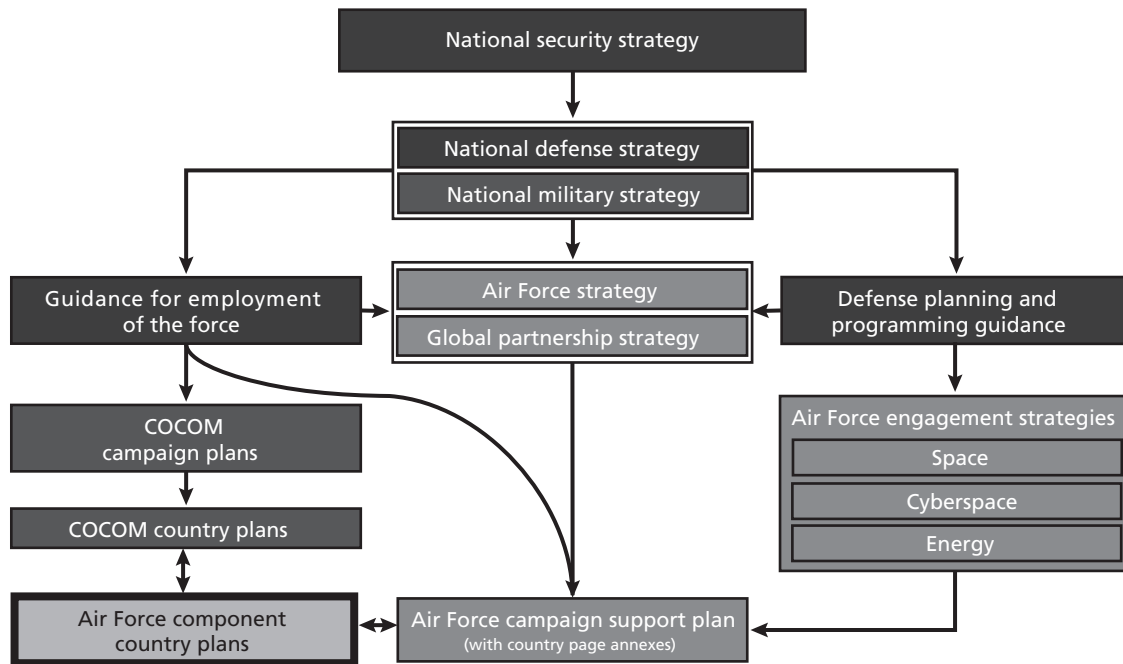 National security strategy
National defense strategy
National military strategy
Guidance for employment
of the force
Air Force strategy
Global partnership strategy
Defense planning and
programming guidance
COCOM
campaign plans
Air Force engagement strategies
Space
Cyberspace
Energy
COCOM country plans
Air Force component
country plans
Air Force campaign support plan
(with country page annexes)